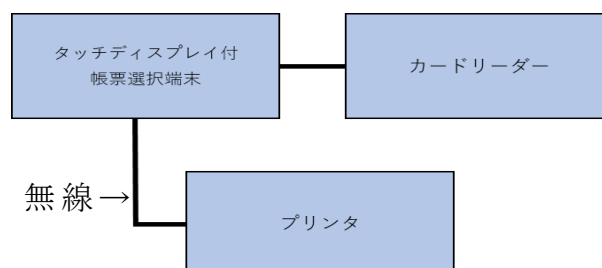 タッチディスプレイ付
帳票選択端末
カードリーダー
無線→
プリンタ